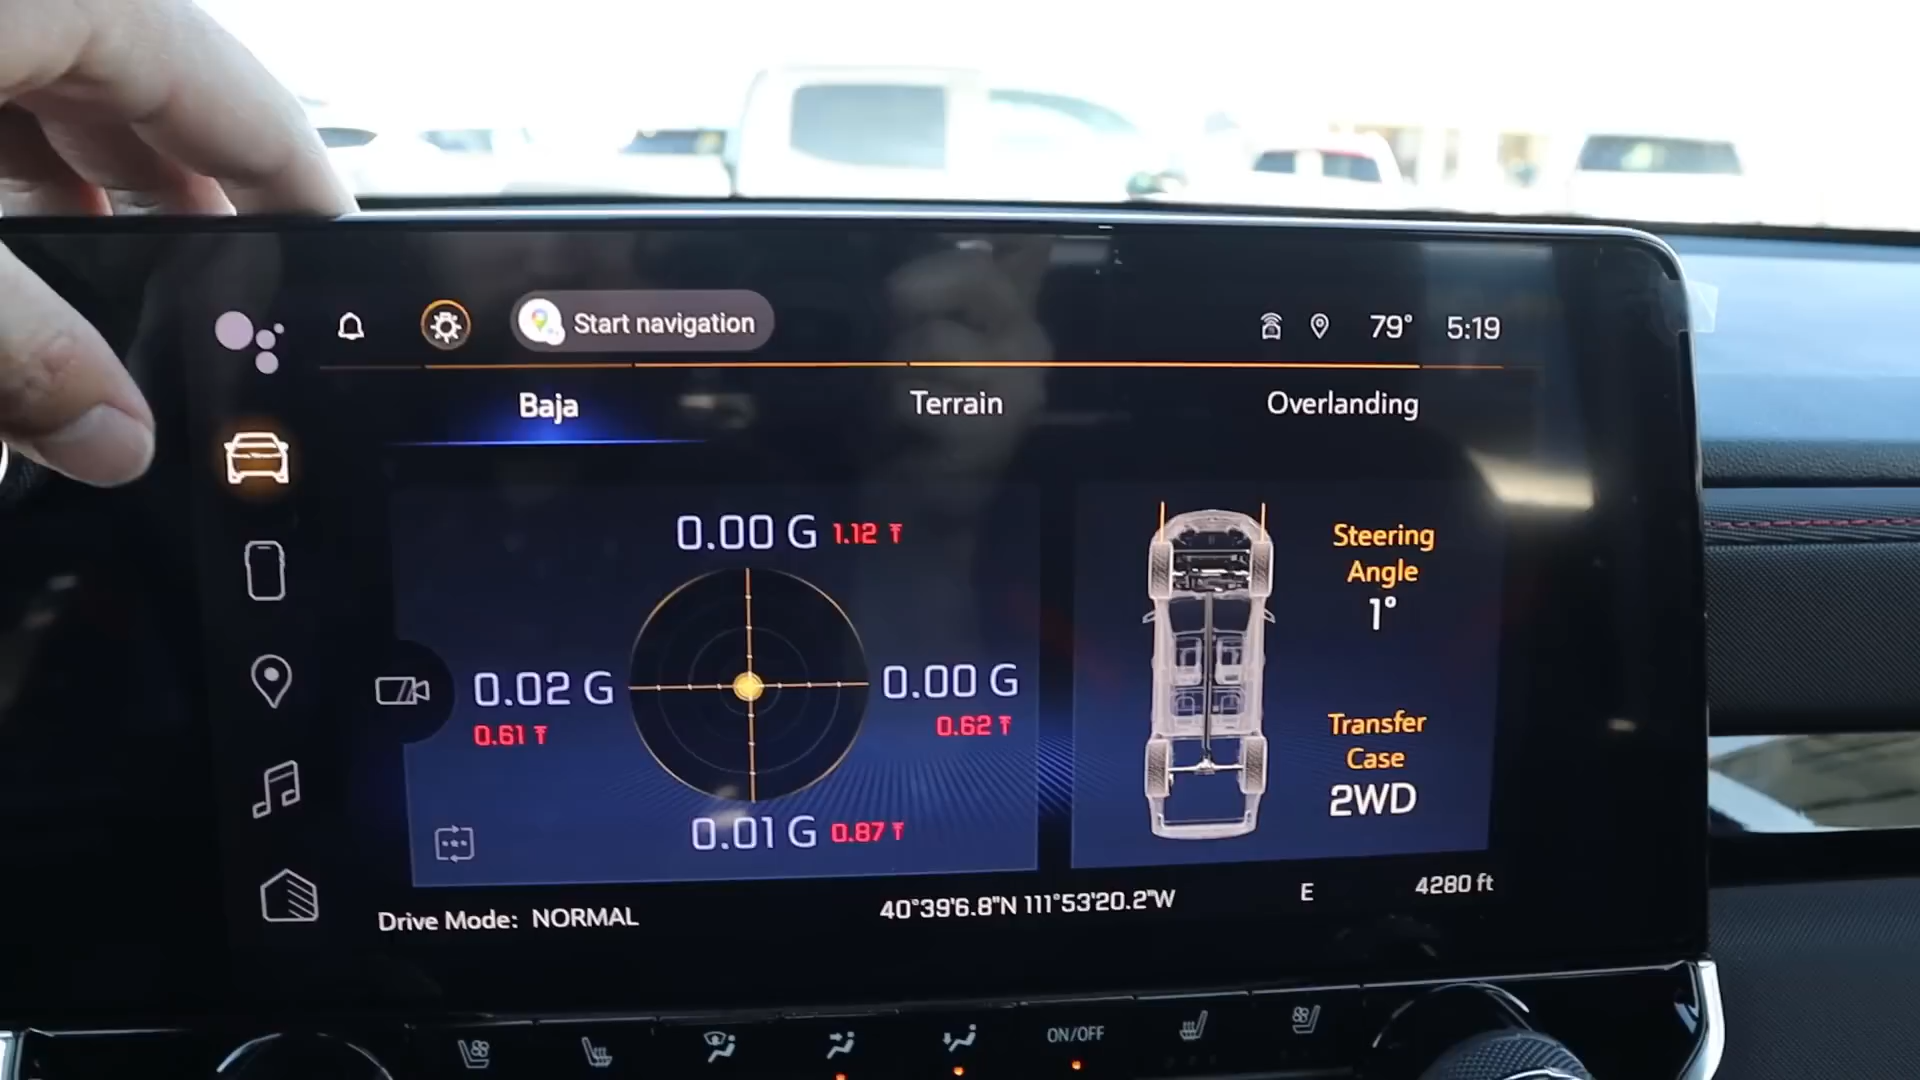 Start navigation
79° 5:19
Baja Terrain Overlanding
0.00 G 1.12
0.02 G
0.61
0.00 G
0.62
0.01 G 0.87
Steering
Angle
1°
Transfer
Case
2WD
Drive Mode: NORMAL
40°39'6.8"N 111°53'20.2"W
E
4280 ft
ON/OFF